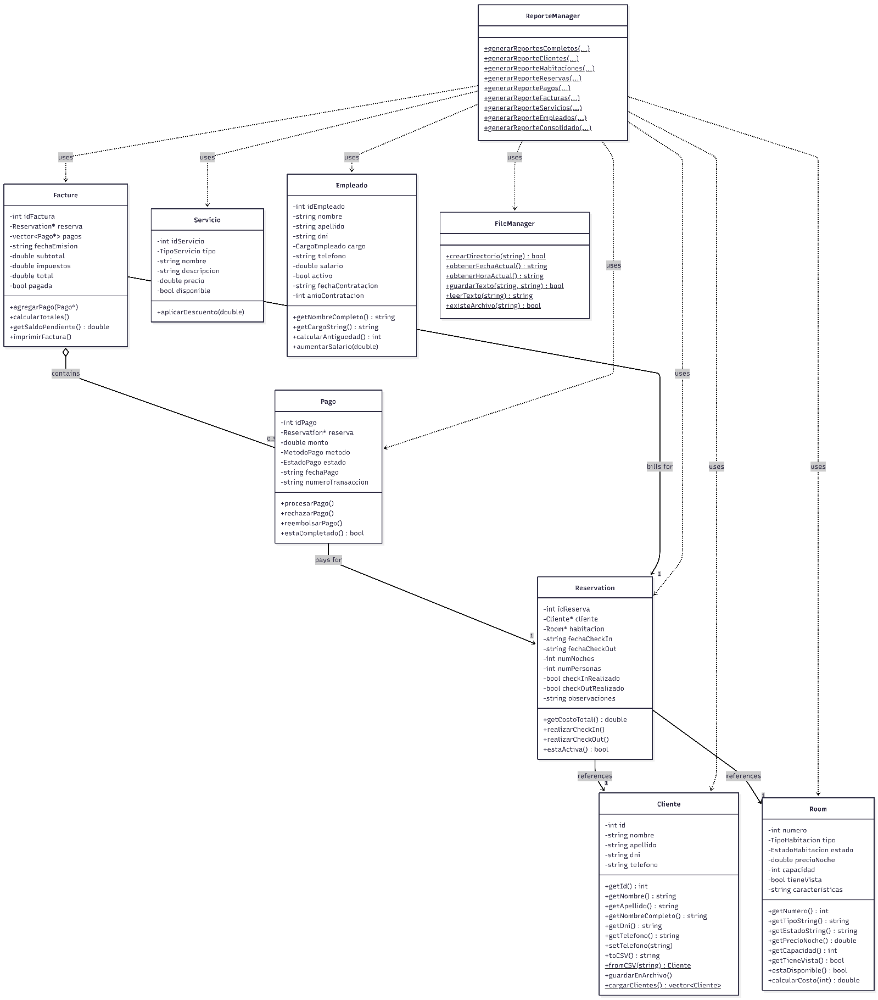 ReporteManager
+generarReportesCompletos(...)
+generarReporteClientes(...)
+generarReporteHabitaciones(...)
+generarReporteReservas(...)
+generarReportePagos(...)
+generarReporteFacturas(...)
+generarReporteServicios(...)
+generarReporteEmpleados(...)
+generarReporteConsolidado(...)
uses
uses
uses
uses
uses
uses
uses
uses
Facture
-int idFactura
-Reservation* reserva
-vector<Pago*> pagos
-string fechaEmision
-double subtotal
-double impuestos
-double total
-bool pagada
+agregarPago(Pago*)
+calcularTotales()
+getSaldoPendiente() : double
+imprimirFactura()
Servicio
-int idServicio
-TipoServicio tipo
-string nombre
-string descripcion
-double precio
-bool disponible
+aplicarDescuento(double)
Empleado
-int idEmpleado
-string nombre
-string apellido
-string dni
-CargoEmpleado cargo
-string telefono
-double salario
-bool activo
-string fechaContratacion
-int anioContratacion
+getNombreCompleto() : string
+getCargoString() : string
+calcularAntiguedad() : int
+aumentarSalario(double)
FileManager
+crearDirectorio(string) : bool
+obtenerFechaActual() : string
+obtenerHoraActual() : string
+guardarTexto(string, string) : bool
+leerTexto(string) : string
+existeArchivo(string) : bool
contains
0..*
Pago
-int idPago
-Reservation* reserva
-double monto
-MetodoPago metodo
-EstadoPago estado
-string fechaPago
-string numeroTransaccion
+procesarPago()
+rechazarPago()
+reembolsarPago()
+estaCompletado() : bool
bills for
1
pays for
1
Reservation
-int idReserva
-Cliente* cliente
-Room* habitacion
-string fechaCheckIn
-string fechaCheckOut
-int numNoches
-int numPersonas
-bool checkInRealizado
-bool checkOutRealizado
-string observaciones
+getCostoTotal() : double
+realizarCheckIn()
+realizarCheckOut()
+estaActiva() : bool
references
1
references
1
Cliente
-int id
-string nombre
-string apellido
-string dni
-string telefono
+getId() : int
+getNombre() : string
+getApellido() : string
+getNombreCompleto() : string
+getDni() : string
+getTelefono() : string
+setTelefono(string)
+toCSV() : string
+fromCSV(string) : Cliente
+guardarEnArchivo()
+cargarClientes() : vector<Cliente>
Room
-int numero
-TipoHabitacion tipo
-EstadoHabitacion estado
-double precioNoche
-int capacidad
-bool tieneVista
-string caracteristicas
+getNumero() : int
+getTipoString() : string
+getEstadoString() : string
+getPrecioNoche() : double
+getCapacidad() : int
+getTieneVista() : bool
+estaDisponible() : bool
+calcularCosto(int) : double